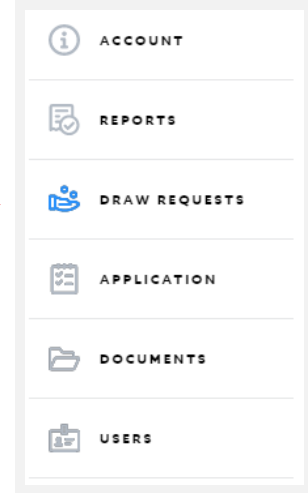 ACCOUNT
REPORTS
DRAW REQUESTS
APPLICATION
DOCUMENTS
USERS